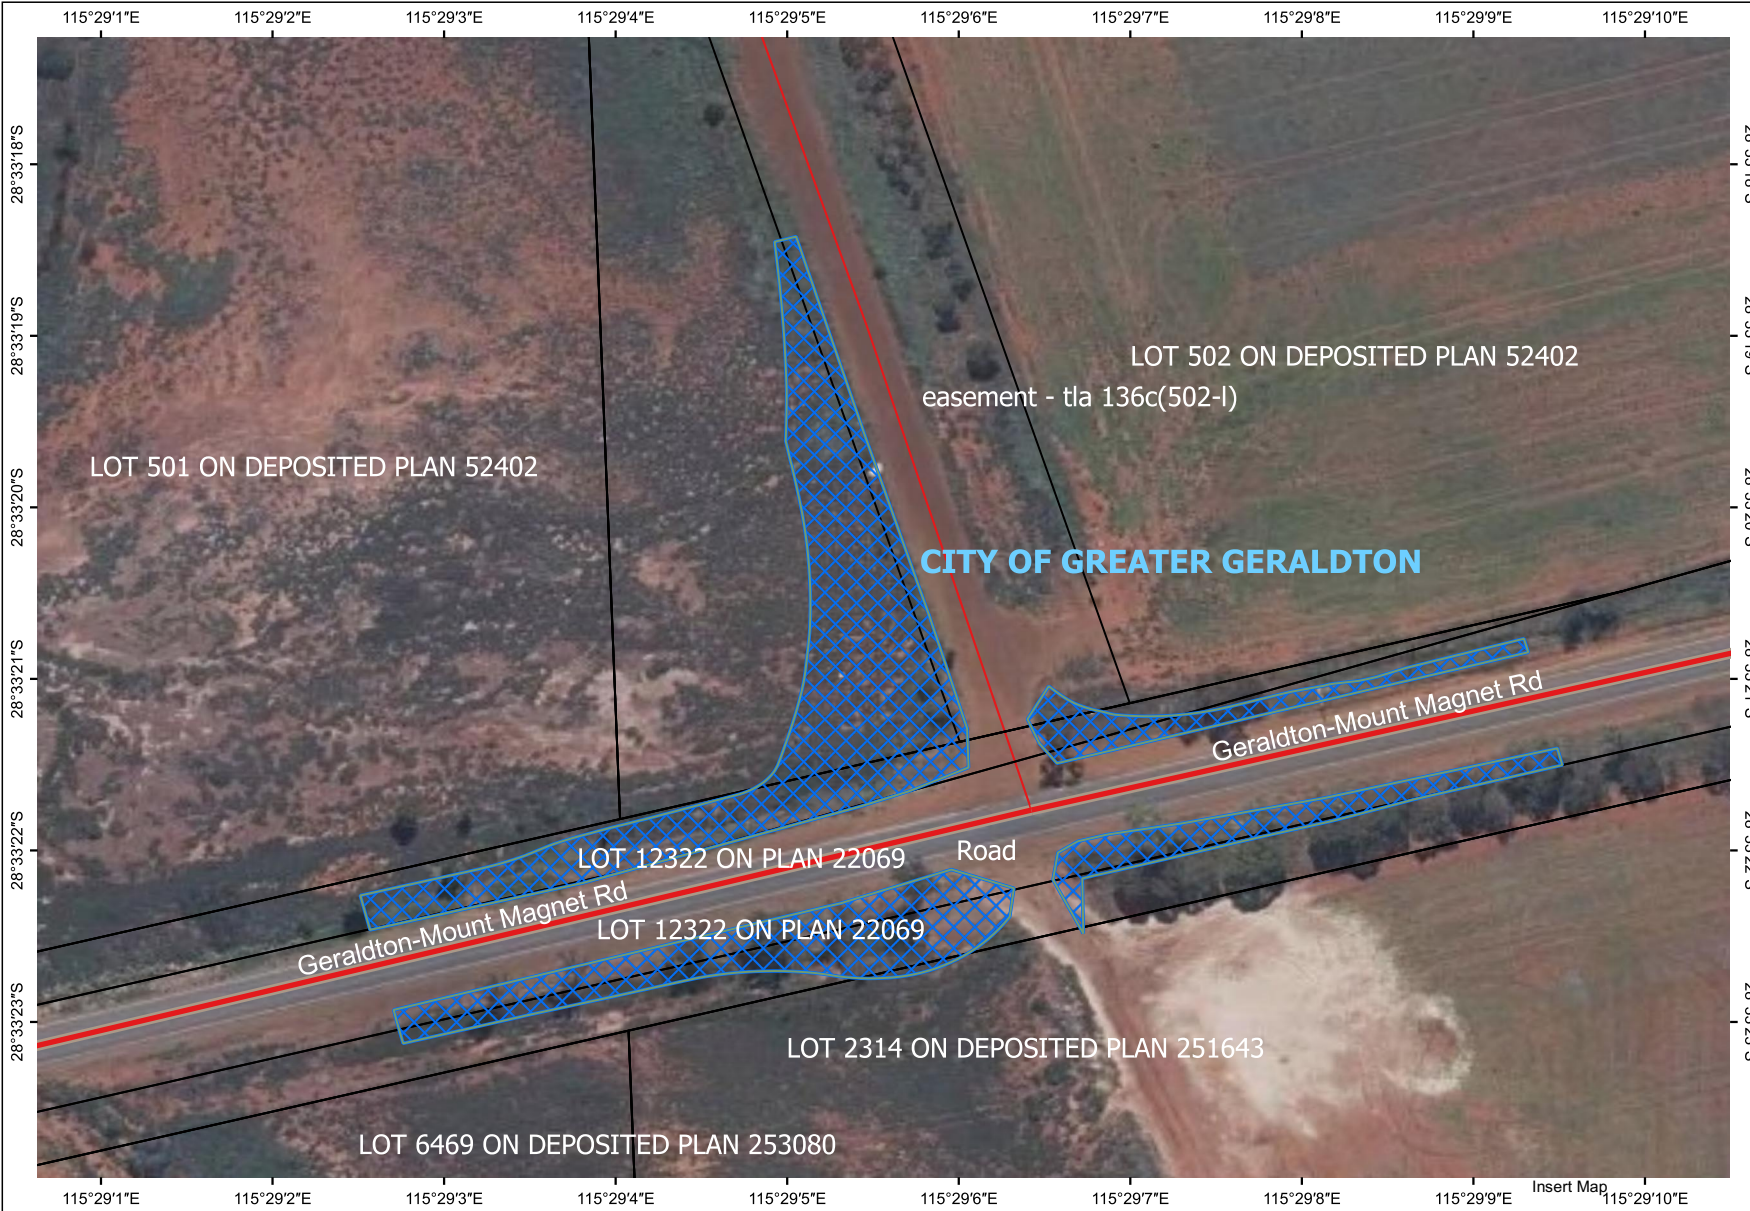 115°29'1"E 115°29'2"E 115°29'3"E 115°29'4"E 115°29'5"E 115°29'6"E 115°29'7"E 115°29'8"E 115°29'9"E 115°29'10"E
28°33'18"S
28°33'19"S
LOT 502 ON DEPOSITED PLAN 52402
easement - tla 136c(502-l)
LOT 501 ON DEPOSITED PLAN 52402
28°33'20"S
CITY OF GREATER GERALDTON
28°33'21"S
Geraldton-Mount Magnet Rd
28°33'22"S
LOT 12322 ON PLAN 22069
Road
Geraldton-Mount Magnet Rd
LOT 12322 ON PLAN 22069
28°33'23"S
LOT 2314 ON DEPOSITED PLAN 251643
LOT 6469 ON DEPOSITED PLAN 253080
Insert Map
115°29'1"E 115°29'2"E 115°29'3"E 115°29'4"E 115°29'5"E 115°29'6"E 115°29'7"E 115°29'8"E 115°29'9"E 115°29'10"E